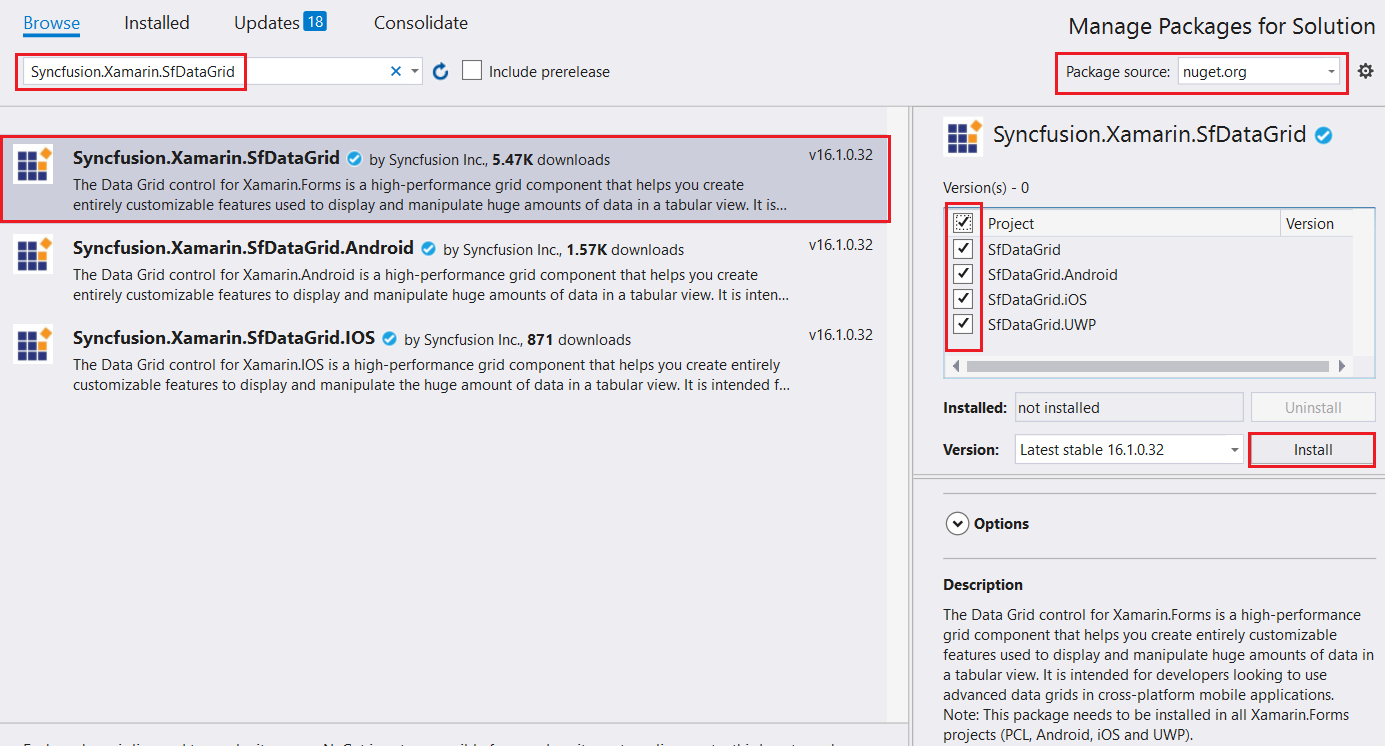 Browse Installed Updates 18 Consolidate
Manage Packages for Solution
Syncfusion.Xamarin.SfDataGrid Include prerelease
Package source: nuget.org
Syncfusion.Xamarin.SfDataGrid by Syncfusion Inc., 5.47K downloads v16.1.0.32
The Data Grid control for Xamarin.Forms is a high-performance grid component that helps you create
entirely customizable features used to display and manipulate huge amounts of data in a tabular view. It is...
Syncfusion.Xamarin.SfDataGrid.Android by Syncfusion Inc., 1.57K downloads v16.1.0.32
The Data Grid control for Xamarin.Android is a high-performance grid component that helps you create
entirely customizable features to display and manipulate huge amounts of data in a tabular view. It is inten...
Syncfusion.Xamarin.SfDataGrid.IOS by Syncfusion Inc., 871 downloads v16.1.0.32
The Data Grid control for Xamarin.IOS is a high-performance grid component that helps you create entirely
customizable features to display and manipulate the huge amount of data in a tabular view. It is intended f...
Syncfusion.Xamarin.SfDataGrid
Version(s) - 0
Project Version
SfDataGrid
SfDataGrid.Android
SfDataGrid.iOS
SfDataGrid.UWP
Installed: not installed Uninstall
Version: Latest stable 16.1.0.32 Install
Options
Description
The Data Grid control for Xamarin.Forms is a high-performance
grid component that helps you create entirely customizable
features used to display and manipulate huge amounts of data in
a tabular view. It is intended for developers looking to use
advanced data grids in cross-platform mobile applications.
Note: This package needs to be installed in all Xamarin.Forms
projects (PCL, Android, iOS and UWP).